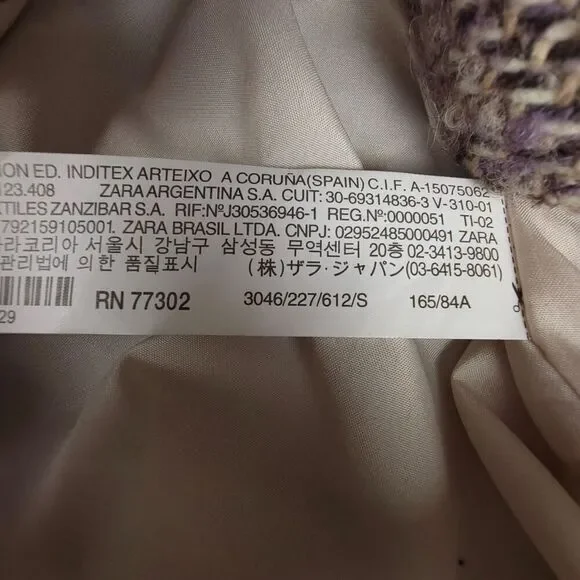 ION ED. INDITEX ARTEIXO A CORUÑA(SPAIN) C.I.F. A-15075062
123.408 ZARA ARGENTINA S.A. CUIT: 30-69314836-3 V-310-01
XTILES ZANZIBAR S.A. RIF:NºJ30536946-1 REG.Nº:0000051 TI-02
792159105001. ZARA BRASIL LTDA. CNPJ: 02952485000491 ZARA
라코리아 서울시 강남구 삼성동 무역센터 20층 02-3413-9800
관리법에 의한 품질표시 (株)ザラ・ジャパン(03-6415-8061)
RN 77302 3046/227/612/S 165/84A
29